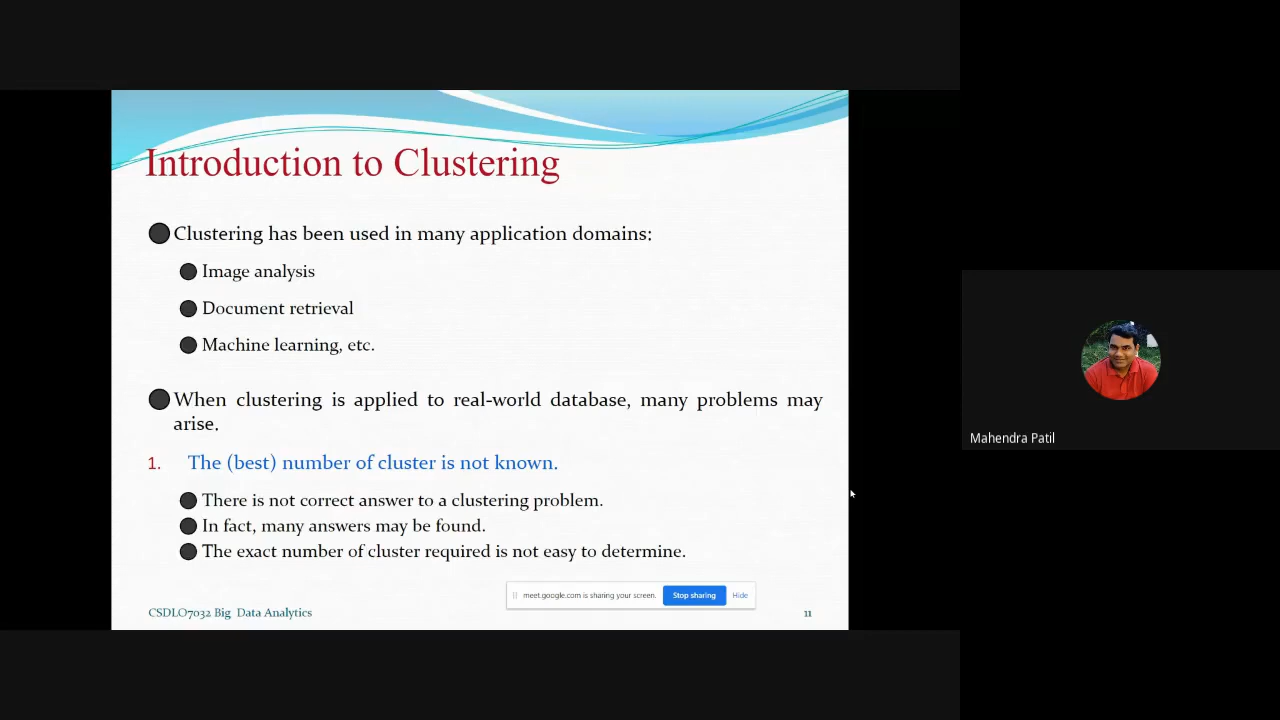 Introduction to Clustering
Clustering has been used in many application domains:
Image analysis
Document retrieval
Machine learning, etc.
When clustering is applied to real-world database, many problems may
arise.
1. The (best) number of cluster is not known.
There is not correct answer to a clustering problem.
In fact, many answers may be found.
The exact number of cluster required is not easy to determine.
meet.google.com is sharing your screen. Stop sharing Hide
CSDLO7032 Big Data Analytics 11
Mahendra Patil